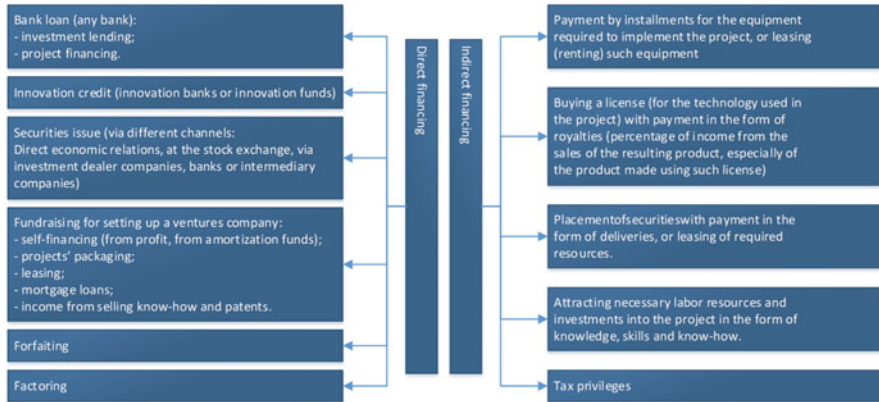 Bank loan (any bank):
- investment lending;
- project financing.
Innovation credit (innovation banks or innovation funds)
Securities issue (via different channels:
Direct economic relations, at the stock exchange, via
investment dealer companies, banks or intermediary
companies)
Fundraising for setting up a ventures company:
- self-financing (from profit, from amortization funds);
- projects' packaging;
- leasing;
- mortgage loans;
- income from selling know-how and patents.
Forfaiting
Factoring
Direct financing
Indirect financing
Payment by installments for the equipment
required to implement the project, or leasing
(renting) such equipment
Buying a license (for the technology used in
the project) with payment in the form of
royalties (percentage of income from the
sales of the resulting product, especially of
the product made using such license)
Placementofsecuritieswith payment in the
form of deliveries, or leasing of required
resources.
Attracting necessary labor resources and
investments into the project in the form of
knowledge, skills and know-how.
Tax privileges